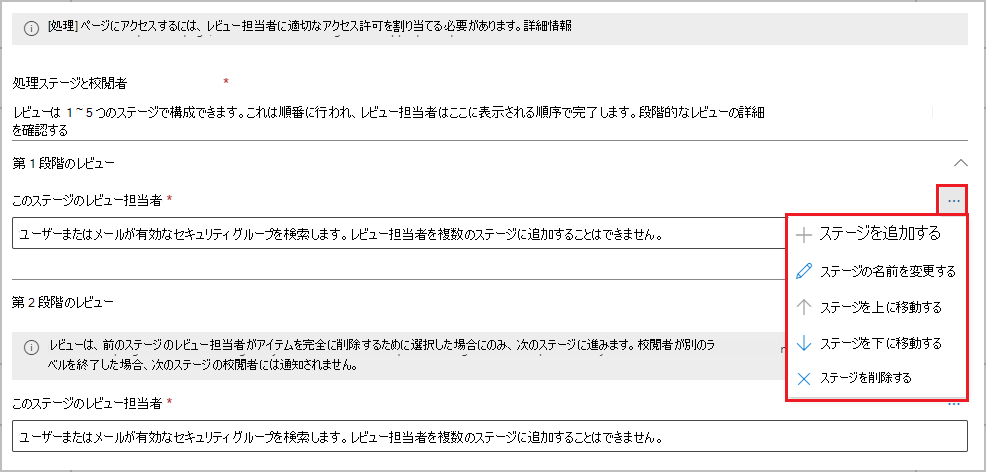 [処理] ページにアクセスするには、レビュー担当者に適切なアクセス許可を割り当てる必要があります。詳細情報
処理ステージと校閲者 *
レビューは 1～5 つのステージで構成できます。これは順番に行われ、レビュー担当者はここに表示される順序で完了します。段階的なレビューの詳細
を確認する
第 1 段階のレビュー
このステージのレビュー担当者 *
...
ユーザーまたはメールが有効なセキュリティ グループを検索します。レビュー担当者を複数のステージに追加することはできません。
ステージを追加する
ステージの名前を変更する
ステージを上に移動する
ステージを下に移動する
ステージを削除する
第 2 段階のレビュー
レビューは、前のステージのレビュー担当者がアイテムを完全に削除するために選択した場合にのみ、次のステージに進みます。校閲者が別のラ
ベルを終了した場合、次のステージの校閲者には通知されません。
このステージのレビュー担当者 *
...
ユーザーまたはメールが有効なセキュリティ グループを検索します。レビュー担当者を複数のステージに追加することはできません。